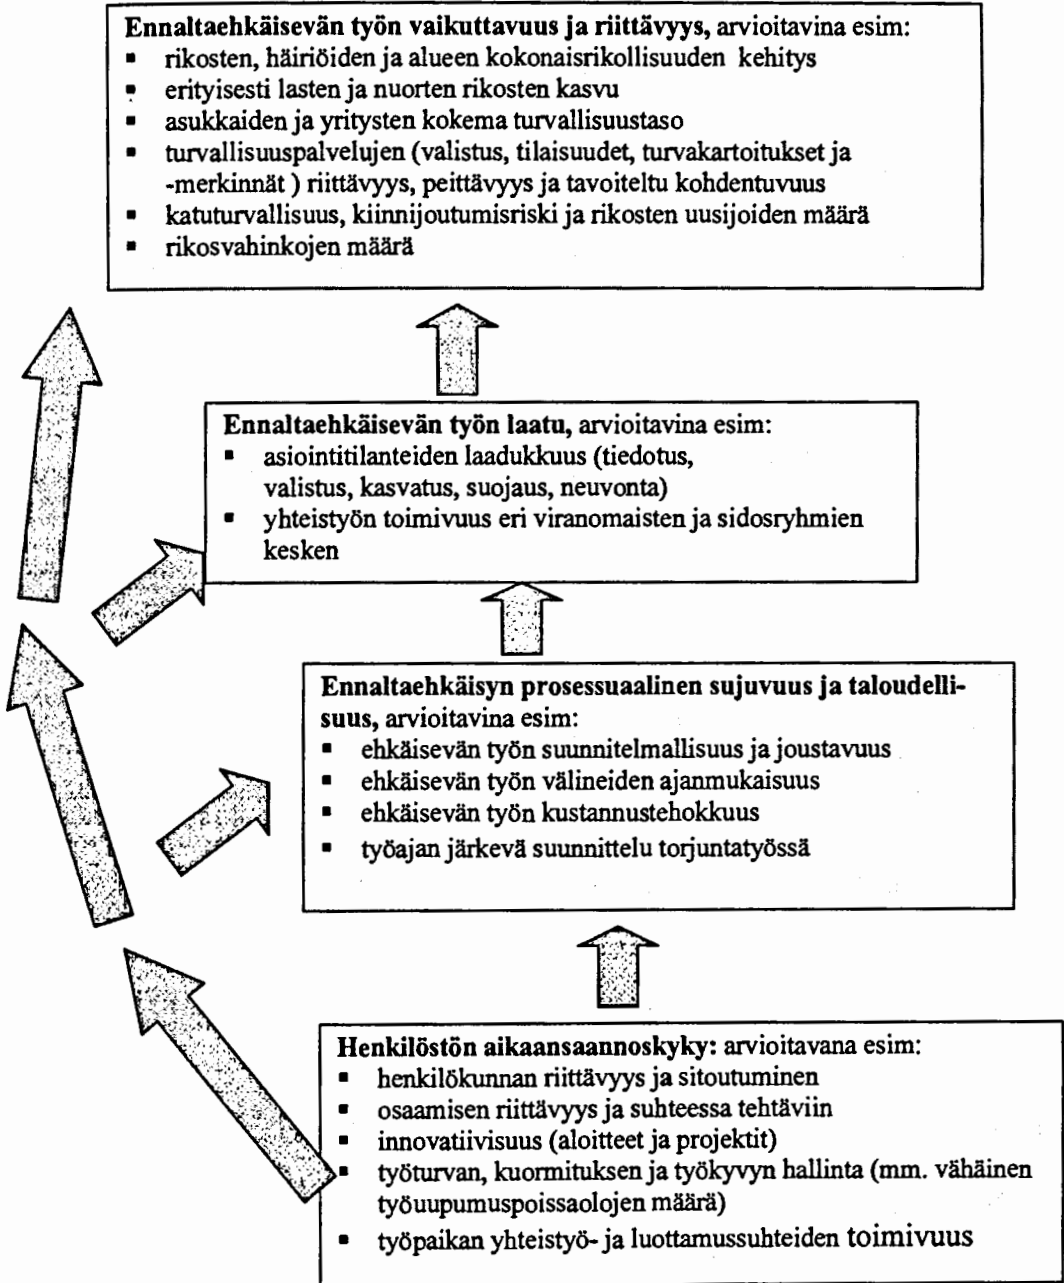 Ennaltaehkäisevän työn vaikuttavuus ja riittävyys, arvioitavina esim:
▪ rikosten, häiriöiden ja alueen kokonaisrikollisuuden kehitys
▪ erityisesti lasten ja nuorten rikosten kasvu
▪ asukkaiden ja yritysten kokema turvallisuustaso
▪ turvallisuuspalvelujen (valistus, tilaisuudet, turvakartoitukset ja
-merkinnät ) riittävyys, peittävyys ja tavoiteltu kohdentuvuus
▪ katuturvallisuus, kiinnijoutumisriski ja rikosten uusijoiden määrä
▪ rikosvahinkojen määrä
Ennaltaehkäisevän työn laatu, arvioitavina esim:
▪ asiointitilanteiden laadukkuus (tiedotus,
valistus, kasvatus, suojaus, neuvonta)
▪ yhteistyön toimivuus eri viranomaisten ja sidosryhmien
kesken
Ennaltaehkäisyn prosessuaalinen sujuvuus ja taloudelli-
suus, arvioitavina esim:
▪ ehkäisevän työn suunnitelmallisuus ja joustavuus
▪ ehkäisevän työn välineiden ajanmukaisuus
▪ ehkäisevän työn kustannustehokkuus
▪ työajan järkevä suunnittelu torjuntatyössä
Henkilöstön aikaansaannoskyky: arvioitavana esim:
▪ henkilökunnan riittävyys ja sitoutuminen
▪ osaamisen riittävyys ja suhteessa tehtäviin
▪ innovatiivisuus (aloitteet ja projektit)
▪ työturvan, kuormituksen ja työkyvyn hallinta (mm. vähäinen
työuupumuspoissaolojen määrä)
▪ työpaikan yhteistyö- ja luottamussuhteiden toimivuus